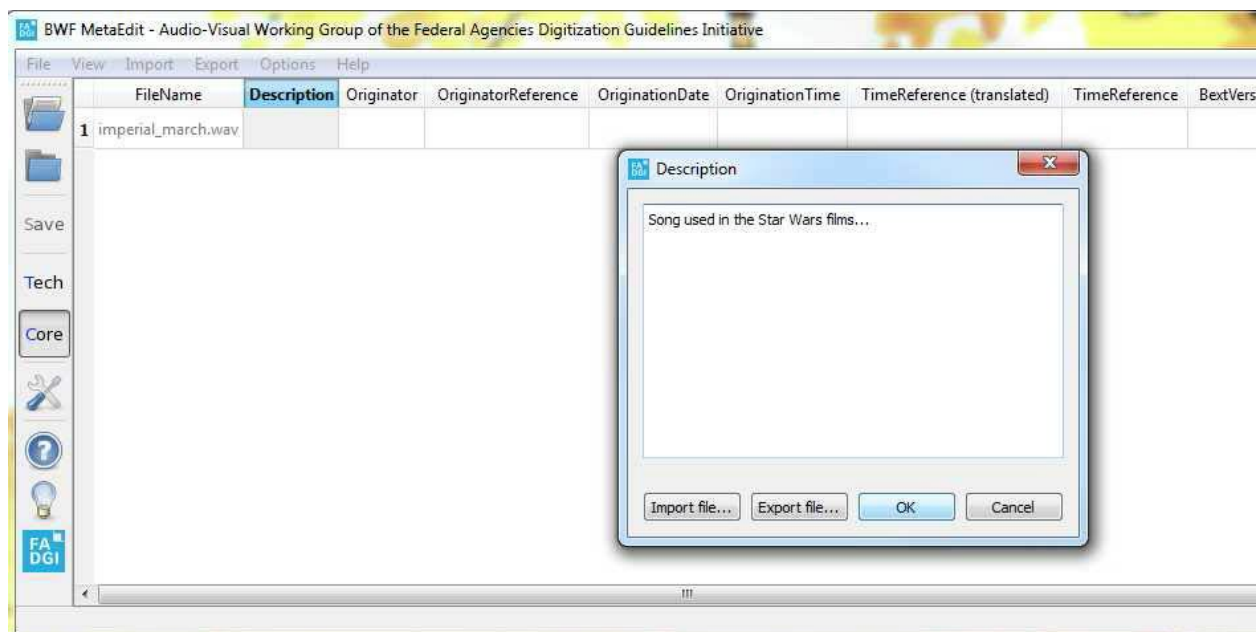 BWF MetaEdit - Audio-Visual Working Group of the Federal Agencies Digitization Guidelines Initiative
File View Import Export Options Help
FileName Description Originator OriginatorReference OriginationDate OriginationTime TimeReference (translated) TimeReference BextVers
1 imperial_march.wav
Description
Song used in the Star Wars films...
Import file... Export file... OK Cancel
Save
Tech
Core
FA
DGI